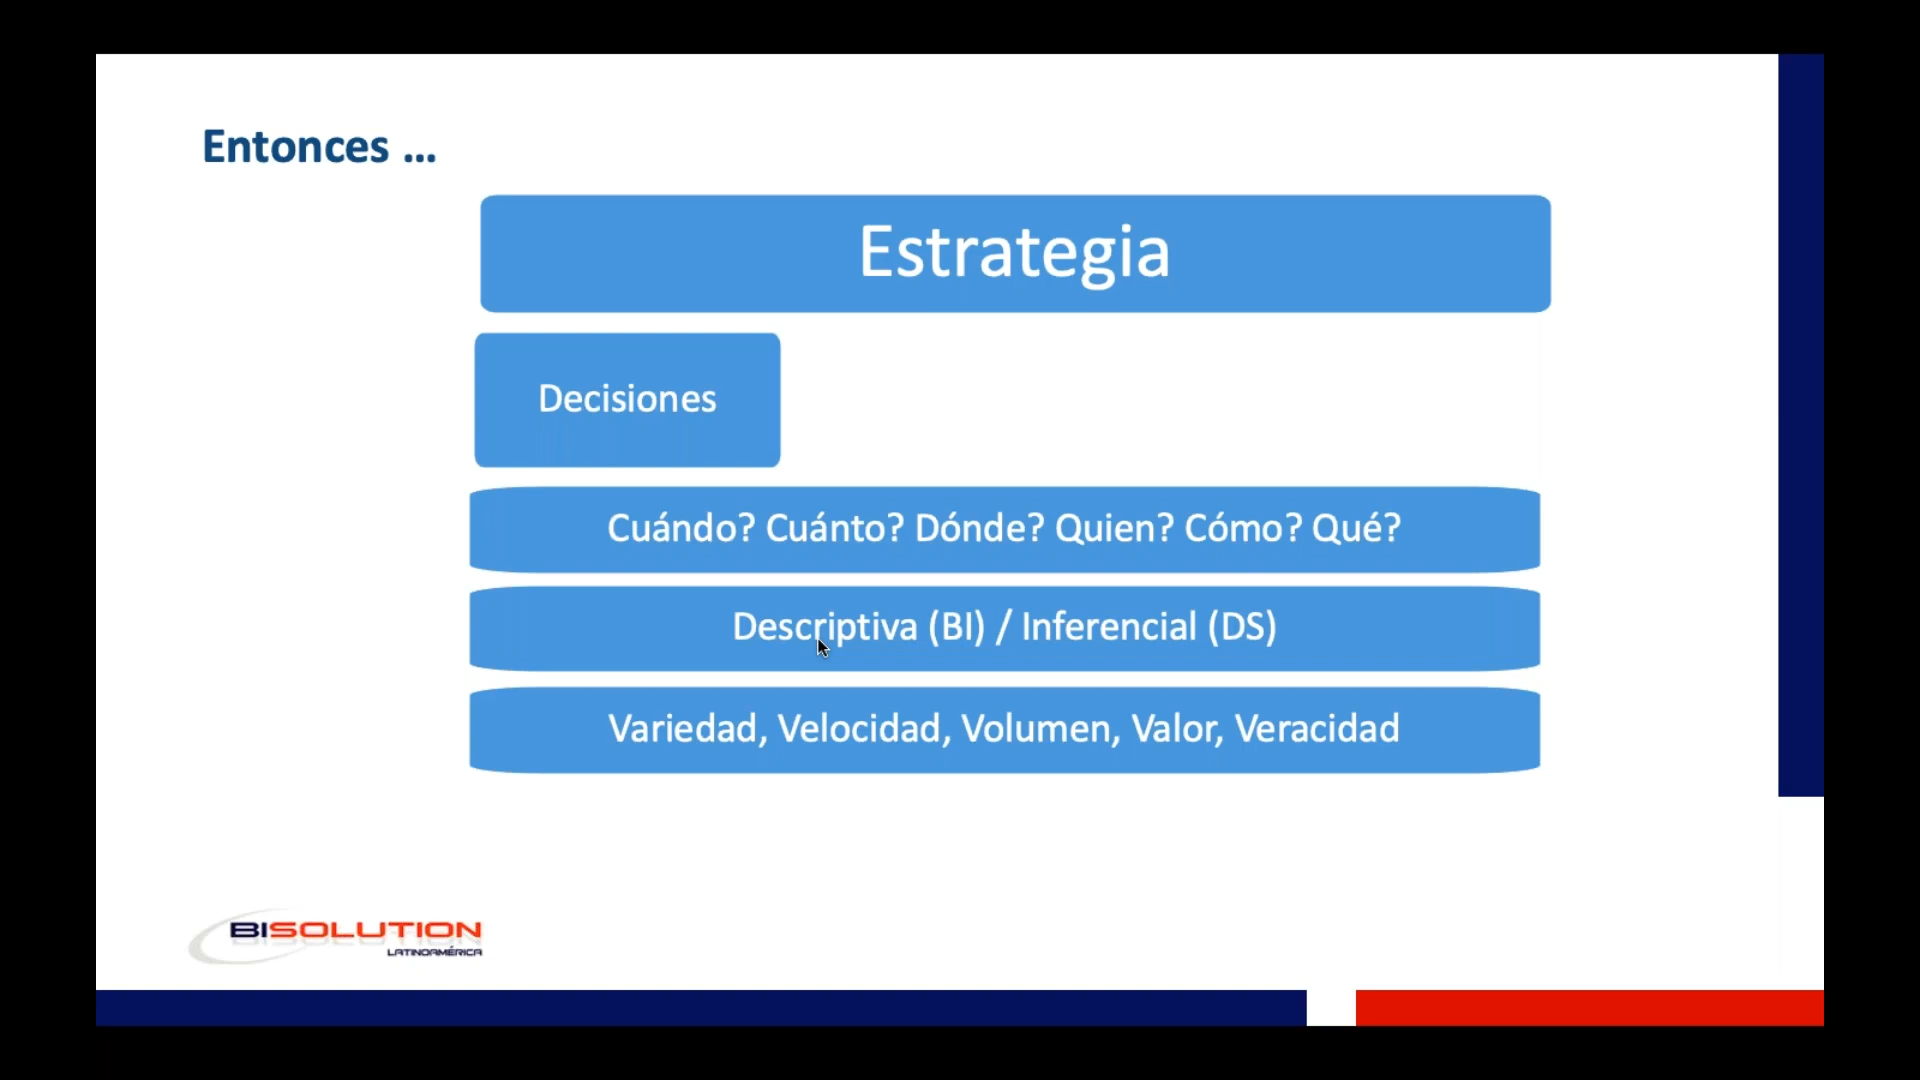 Entonces ...
Estrategia
Decisiones
Cuándo? Cuánto? Dónde? Quien? Cómo? Qué?
Descriptiva (BI) / Inferencial (DS)
Variedad, Velocidad, Volumen, Valor, Veracidad
BISOLUTION
LATINOAMÉRICA